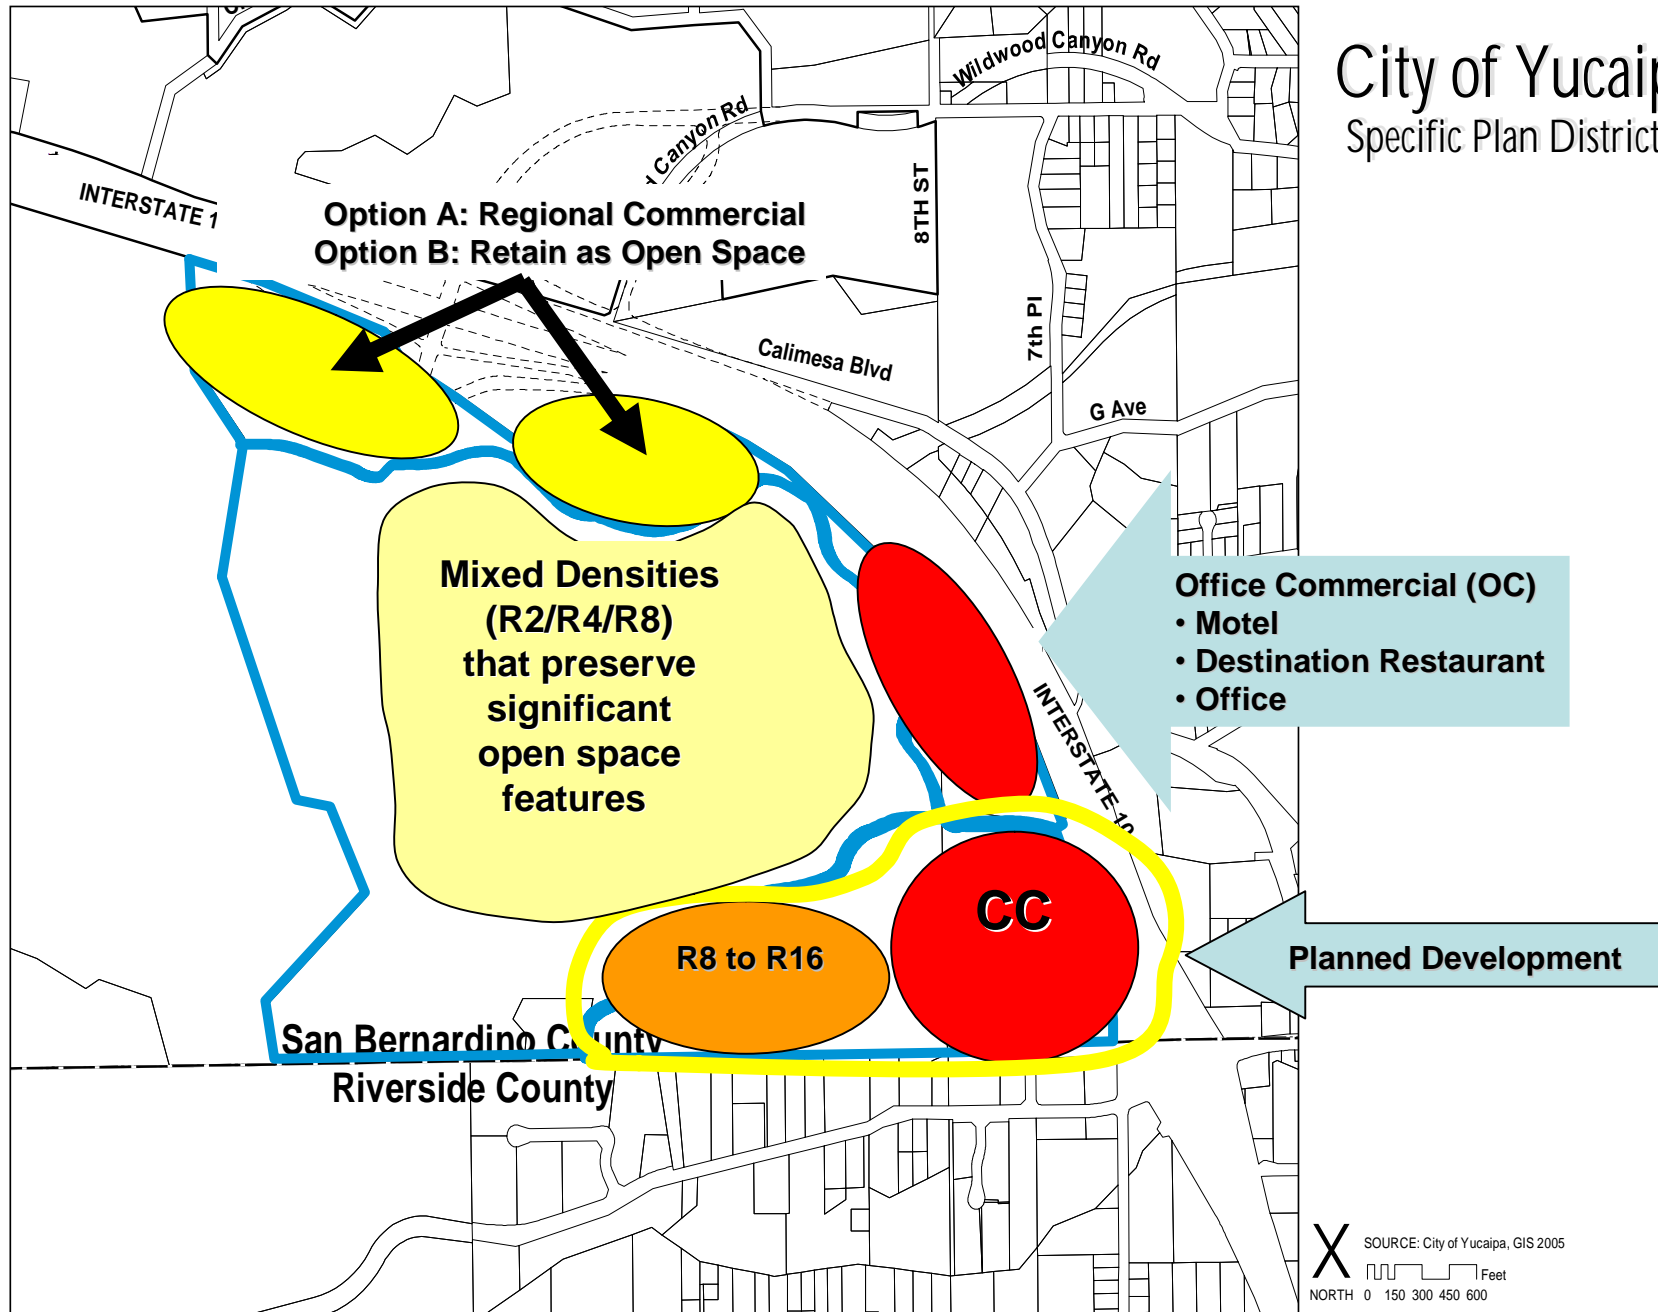 City of Yucaip
Specific Plan District
Wildwood Canyon Rd
Canyon Rd
INTERSTATE 1
8TH ST
Option A: Regional Commercial
Option B: Retain as Open Space
7th Pl
Calimesa Blvd
G Ave
Mixed Densities
(R2/R4/R8)
that preserve
significant
open space
features
Office Commercial (OC)
• Motel
• Destination Restaurant
• Office
INTERSTATE 10
CC
R8 to R16
Planned Development
San Bernardino County
Riverside County
SOURCE: City of Yucaipa, GIS 2005
Feet
NORTH 0 150 300 450 600